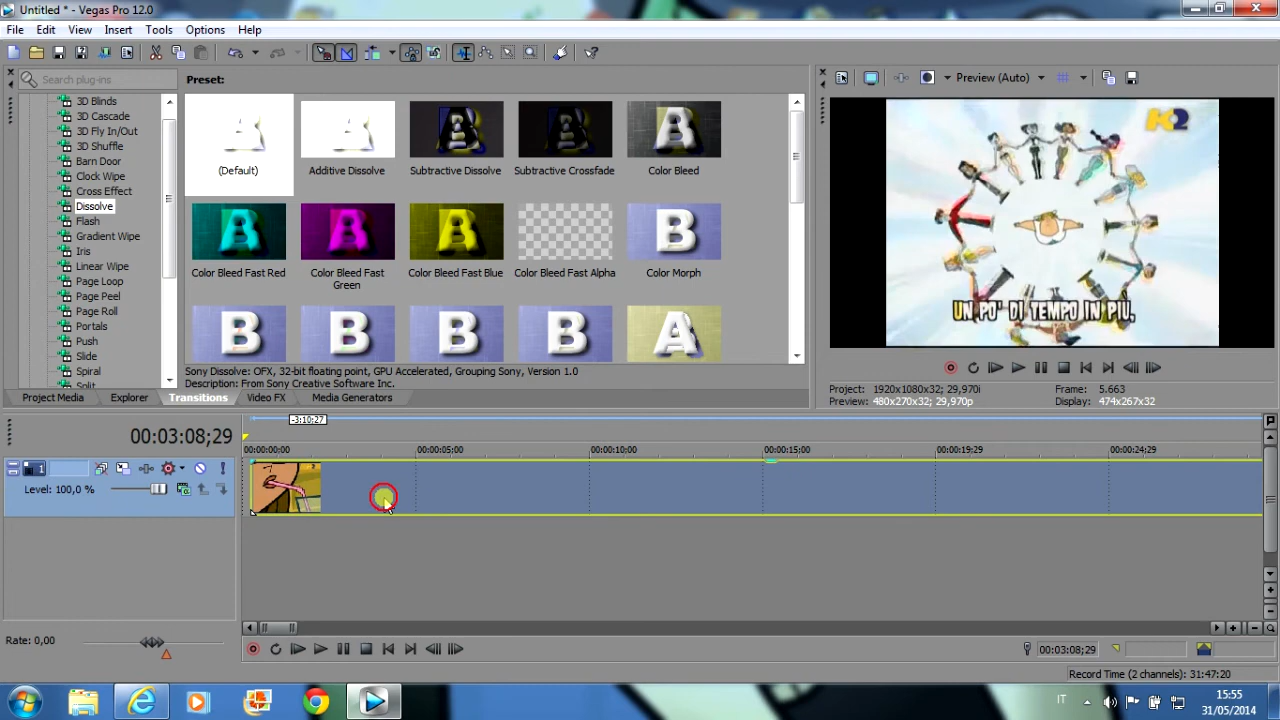 Untitled * - Vegas Pro 12.0
File Edit View Insert Tools Options Help
Search plug-ins
Preset:
Preview (Auto)
3D Blinds
3D Cascade
3D Fly In/Out
3D Shuffle
Barn Door
Clock Wipe
Cross Effect
Dissolve
Flash
Gradient Wipe
Iris
Linear Wipe
Page Loop
Page Peel
Page Roll
Portals
Push
Slide
Spiral
Split
(Default) Additive Dissolve Subtractive Dissolve Subtractive Crossfade Color Bleed
Color Bleed Fast Red Color Bleed Fast Green Color Bleed Fast Blue Color Bleed Fast Alpha Color Morph
Sony Dissolve: OFX, 32-bit floating point, GPU Accelerated, Grouping Sony, Version 1.0
Description: From Sony Creative Software Inc.
K2
UN PO' DI TEMPO IN PIÙ,
Project: 1920x1080x32; 29,970i Frame: 5.663
Preview: 480x270x32; 29,970p Display: 474x267x32
Project Media Explorer Transitions Video FX Media Generators
-3:10;27
00:03:08;29
00:00:00;00 00:00:05;00 00:00:10;00 00:00:15;00 00:00:19;29 00:00:24;29
1
Level: 100,0 %
Rate: 0,00
00:03:08;29
Record Time (2 channels): 31:47:20
IT
15:55
31/05/2014